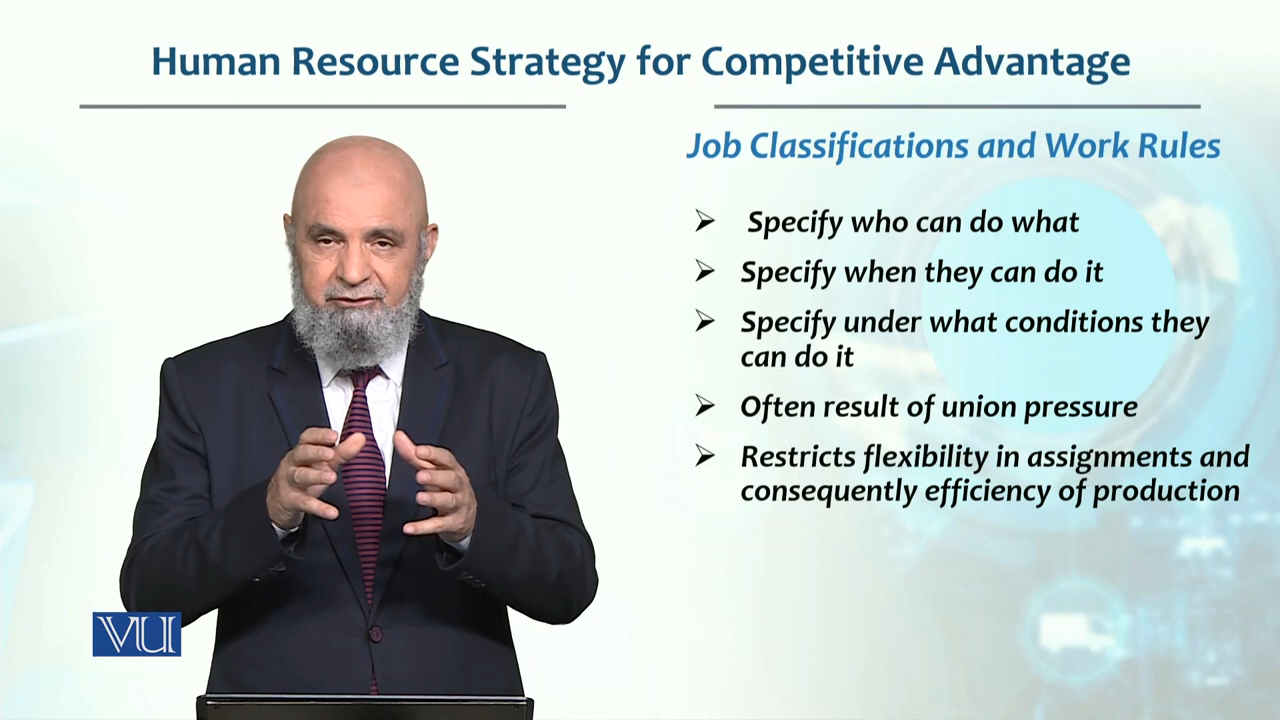 Human Resource Strategy for Competitive Advantage
Job Classifications and Work Rules
➢ Specify who can do what
➢ Specify when they can do it
➢ Specify under what conditions they
can do it
➢ Often result of union pressure
➢ Restricts flexibility in assignments and
consequently efficiency of production
VU